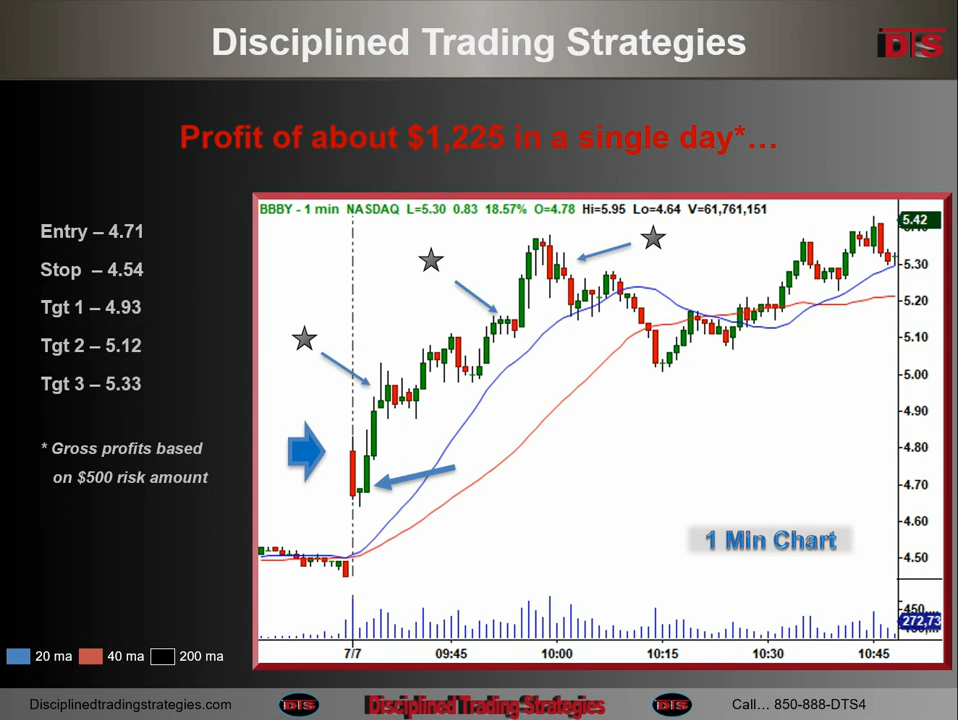 Disciplined Trading Strategies
DTS
Profit of about $1,225 in a single day*…
Entry – 4.71
Stop – 4.54
Tgt 1 – 4.93
Tgt 2 – 5.12
Tgt 3 – 5.33
* Gross profits based
on $500 risk amount
BBBY - 1 min NASDAQ L=5.30 0.83 18.57% O=4.78 Hi=5.95 Lo=4.64 V=61,761,151
5.42
5.30
5.20
5.10
5.00
4.90
4.80
4.70
4.60
4.50
1 Min Chart
272,73
7/7 09:45 10:00 10:15 10:30 10:45
20 ma 40 ma 200 ma
Disciplinedtradingstrategies.com DTS Disciplined Trading Strategies DTS Call… 850-888-DTS4